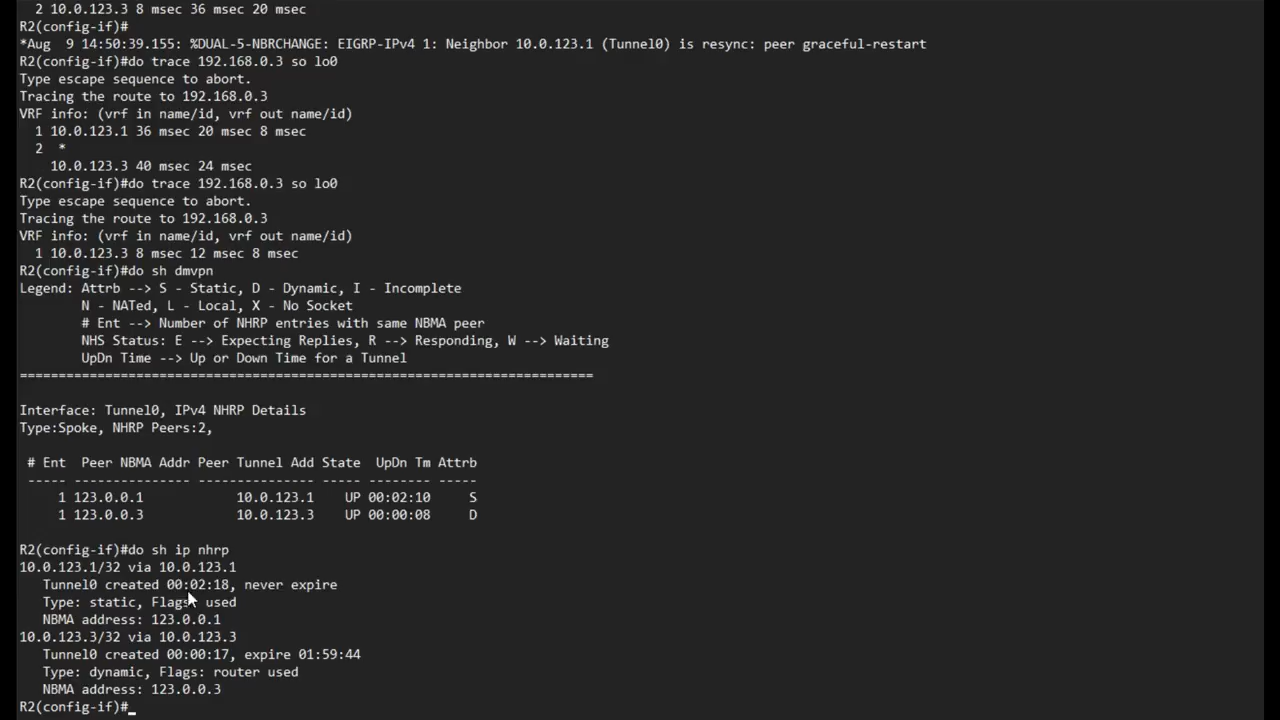 2 10.0.123.3 8 msec 36 msec 20 msec
R2(config-if)#
*Aug  9 14:50:39.155: %DUAL-5-NBRCHANGE: EIGRP-IPv4 1: Neighbor 10.0.123.1 (Tunnel0) is resync: peer graceful-restart
R2(config-if)#do trace 192.168.0.3 so lo0
Type escape sequence to abort.
Tracing the route to 192.168.0.3
VRF info: (vrf in name/id, vrf out name/id)
  1 10.0.123.1 36 msec 20 msec 8 msec
  2  *
    10.0.123.3 40 msec 24 msec
R2(config-if)#do trace 192.168.0.3 so lo0
Type escape sequence to abort.
Tracing the route to 192.168.0.3
VRF info: (vrf in name/id, vrf out name/id)
  1 10.0.123.3 8 msec 12 msec 8 msec
R2(config-if)#do sh dmvpn
Legend: Attrb --> S - Static, D - Dynamic, I - Incomplete
        N - NATed, L - Local, X - No Socket
        # Ent --> Number of NHRP entries with same NBMA peer
        NHS Status: E --> Expecting Replies, R --> Responding, W --> Waiting
        UpDn Time --> Up or Down Time for a Tunnel
==========================================================================
Interface: Tunnel0, IPv4 NHRP Details
Type:Spoke, NHRP Peers:2,
 # Ent  Peer NBMA Addr Peer Tunnel Add State  UpDn Tm Attrb
 ----- --------------- --------------- ----- -------- -----
     1 123.0.0.1            10.0.123.1    UP 00:02:10     S
     1 123.0.0.3            10.0.123.3    UP 00:00:08     D
R2(config-if)#do sh ip nhrp
10.0.123.1/32 via 10.0.123.1
   Tunnel0 created 00:02:18, never expire
   Type: static, Flags: used
   NBMA address: 123.0.0.1
10.0.123.3/32 via 10.0.123.3
   Tunnel0 created 00:00:17, expire 01:59:44
   Type: dynamic, Flags: router used
   NBMA address: 123.0.0.3
R2(config-if)#